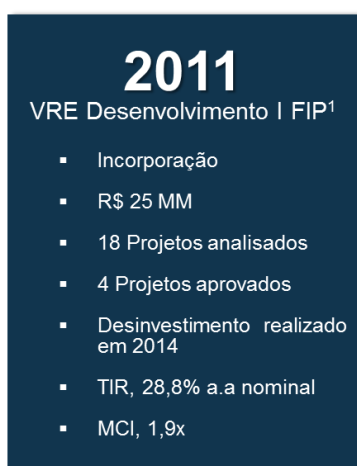 2011
VRE Desenvolvimento I FIP¹
▪ Incorporação
▪ R$ 25 MM
▪ 18 Projetos analisados
▪ 4 Projetos aprovados
▪ Desinvestimento realizado
em 2014
▪ TIR, 28,8% a.a nominal
▪ MCI, 1,9x